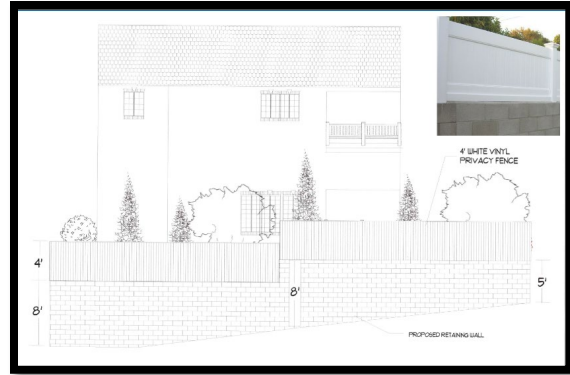 4' WHITE VINYL
PRIVACY FENCE
4'
8'
8'
5'
PROPOSED RETAINING WALL